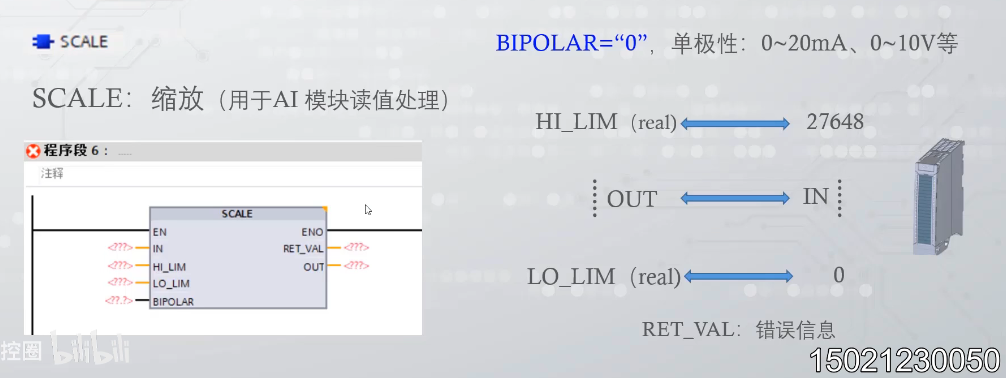 SCALE
BIPOLAR=“0”，单极性：0~20mA、0~10V等
SCALE：缩放（用于AI 模块读值处理）
HI_LIM（real)
27648
程序段 6：
注释
SCALE
EN
ENO
<???>
IN
RET_VAL
<???>
<???>
HI_LIM
OUT
<???>
<???>
LO_LIM
<??.?>
BIPOLAR
OUT
IN
LO_LIM（real)
0
RET_VAL：错误信息
控圈 bilibili
15021230050